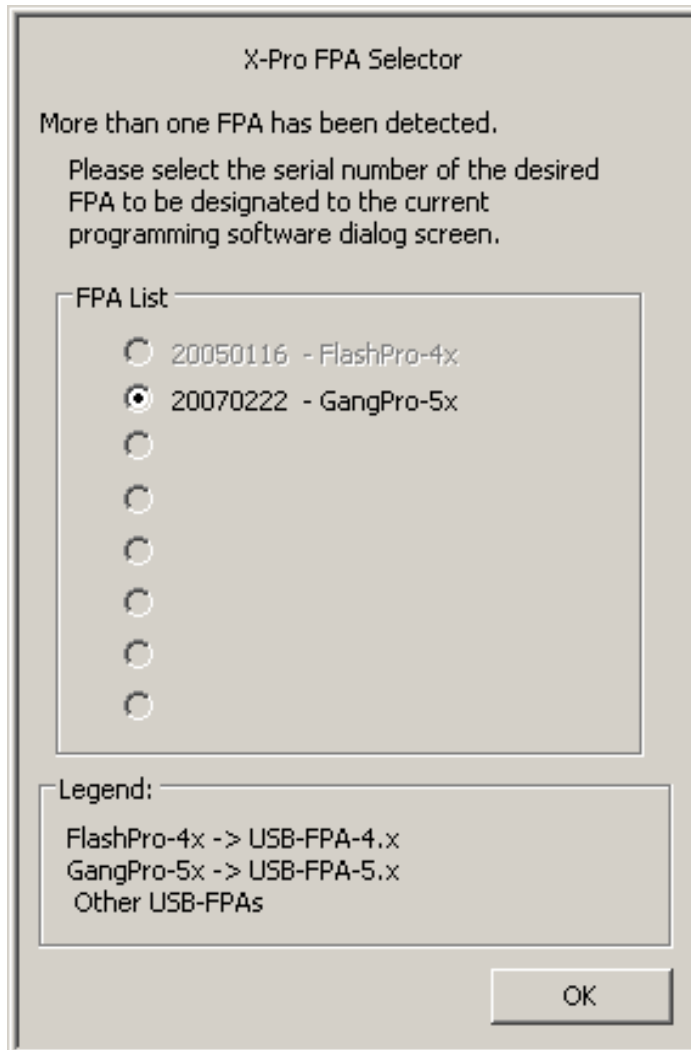 X-Pro FPA Selector
More than one FPA has been detected.
Please select the serial number of the desired
FPA to be designated to the current
programming software dialog screen.
FPA List
20050116 - FlashPro-4x
20070222 - GangPro-5x
Legend:
FlashPro-4x -> USB-FPA-4.x
GangPro-5x -> USB-FPA-5.x
Other USB-FPAs
OK